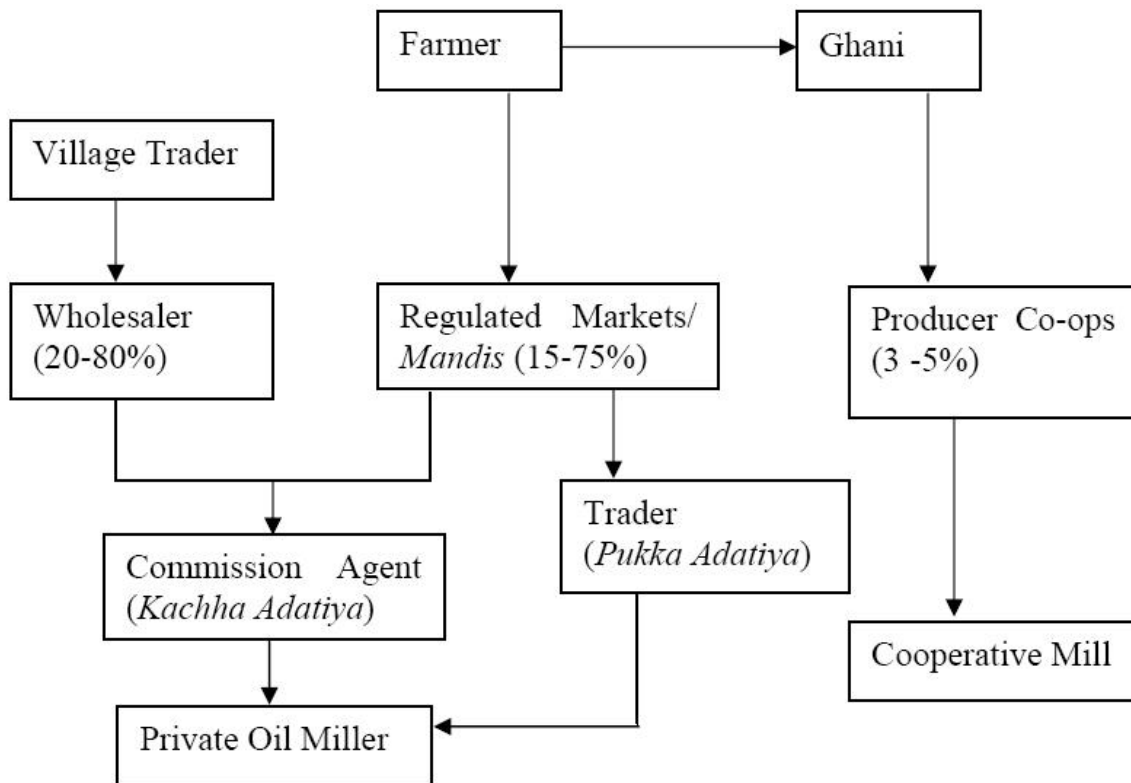 Farmer
Ghani
Village Trader
Wholesaler
(20-80%)
Regulated Markets/
Mandis (15-75%)
Producer Co-ops
(3 -5%)
Trader
(Pukka Adatiya)
Commission Agent
(Kachha Adatiya)
Cooperative Mill
Private Oil Miller